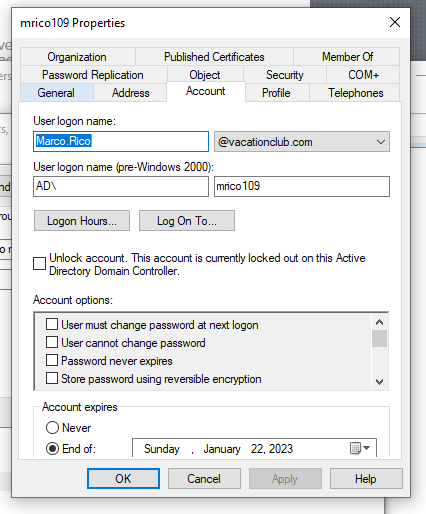 mrico109 Properties
Organization Published Certificates Member Of
Password Replication Object Security COM+
General Address Account Profile Telephones
User logon name:
Marco.Rico @vacationclub.com
User logon name (pre-Windows 2000):
AD\ mrico109
Logon Hours... Log On To...
Unlock account. This account is currently locked out on this Active
Directory Domain Controller.
Account options:
User must change password at next logon
User cannot change password
Password never expires
Store password using reversible encryption
Account expires
Never
End of: Sunday , January 22, 2023
OK Cancel Apply Help